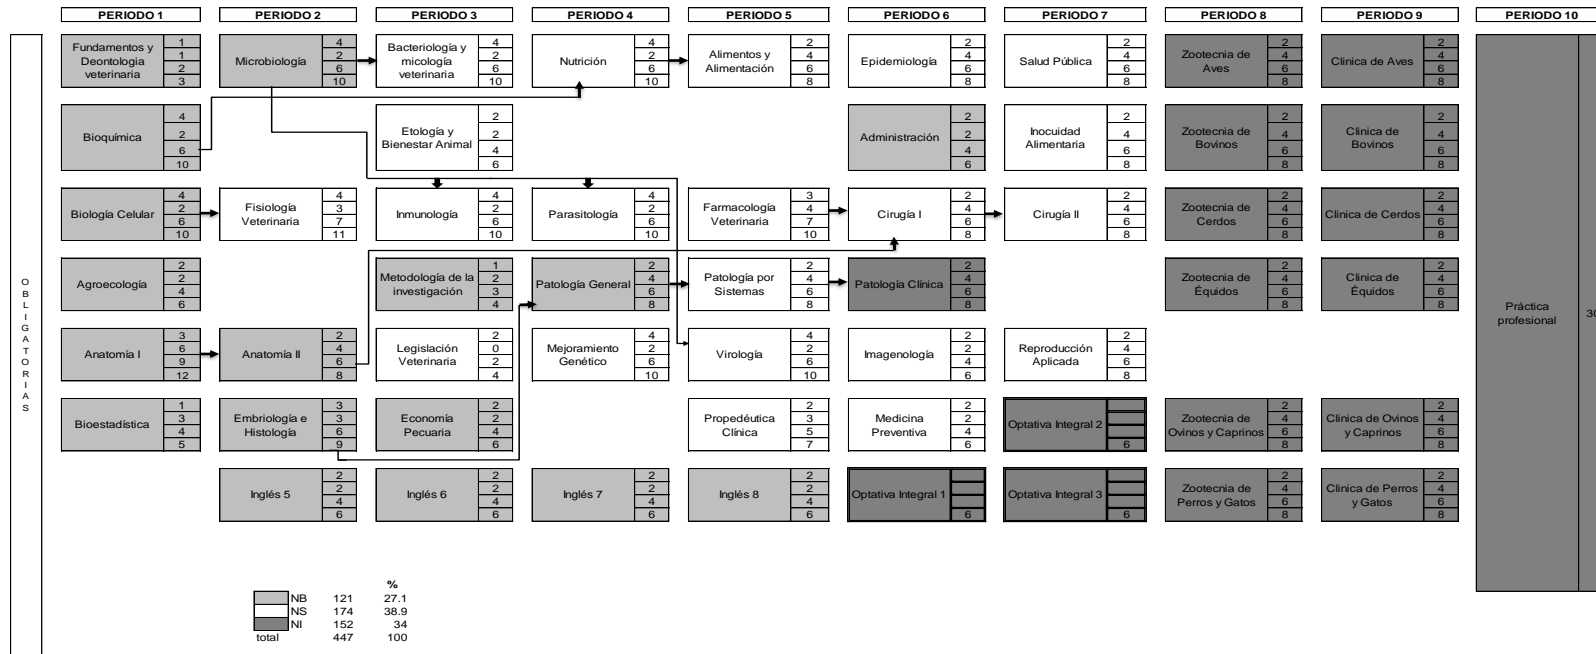 PERIODO 1
PERIODO 2
PERIODO 3
PERIODO 4
PERIODO 5
PERIODO 6
PERIODO 7
PERIODO 8
PERIODO 9
PERIODO 10
OBLIGATORIAS
Fundamentos y
Deontologia
veterinaria
1
1
2
3
Microbiología
4
2
6
10
Bacteriología y
micología
veterinaria
4
2
6
10
Nutrición
4
2
6
10
Alimentos y
Alimentación
2
4
6
8
Epidemiología
2
4
6
8
Salud Pública
2
4
6
8
Zootecnia de
Aves
2
4
6
8
Clinica de Aves
2
4
6
8
Bioquímica
4
2
6
10
Etología y
Bienestar Animal
2
2
4
6
Administración
2
2
4
6
Inocuidad
Alimentaria
2
4
6
8
Zootecnia de
Bovinos
2
4
6
8
Clinica de
Bovinos
2
4
6
8
Biología Celular
4
2
6
10
Fisiología
Veterinaria
4
3
7
11
Inmunología
4
2
6
10
Parasitología
4
2
6
10
Farmacología
Veterinaria
3
4
7
10
Cirugía I
2
4
6
8
Cirugía II
2
4
6
8
Zootecnia de
Cerdos
2
4
6
8
Clinica de Cerdos
2
4
6
8
Agroecología
2
2
4
6
Metodología de la
investigación
1
2
3
4
Patología General
2
4
6
8
Patología por
Sistemas
2
4
6
8
Patología Clínica
2
4
6
8
Zootecnia de
Équidos
2
4
6
8
Clinica de
Équidos
2
4
6
8
Anatomía I
3
6
9
12
Anatomía II
2
4
6
8
Legislación
Veterinaria
2
0
2
4
Mejoramiento
Genético
4
2
6
10
Virología
4
2
6
10
Imagenología
2
2
4
6
Reproducción
Aplicada
2
4
6
8
Bioestadística
1
3
4
5
Embriología e
Histología
3
3
6
9
Economía
Pecuaria
2
2
4
6
Propedéutica
Clínica
2
3
5
7
Medicina
Preventiva
2
2
4
6
Optativa Integral 2
6
Zootecnia de
Ovinos y Caprinos
2
4
6
8
Clinica de Ovinos
y Caprinos
2
4
6
8
Inglés 5
2
2
4
6
Inglés 6
2
2
4
6
Inglés 7
2
2
4
6
Inglés 8
2
2
4
6
Optativa Integral 1
6
Optativa Integral 3
6
Zootecnia de
Perros y Gatos
2
4
6
8
Clinica de Perros
y Gatos
2
4
6
8
Práctica
profesional
30
%
NB 121 27.1
NS 174 38.9
NI 152 34
total 447 100